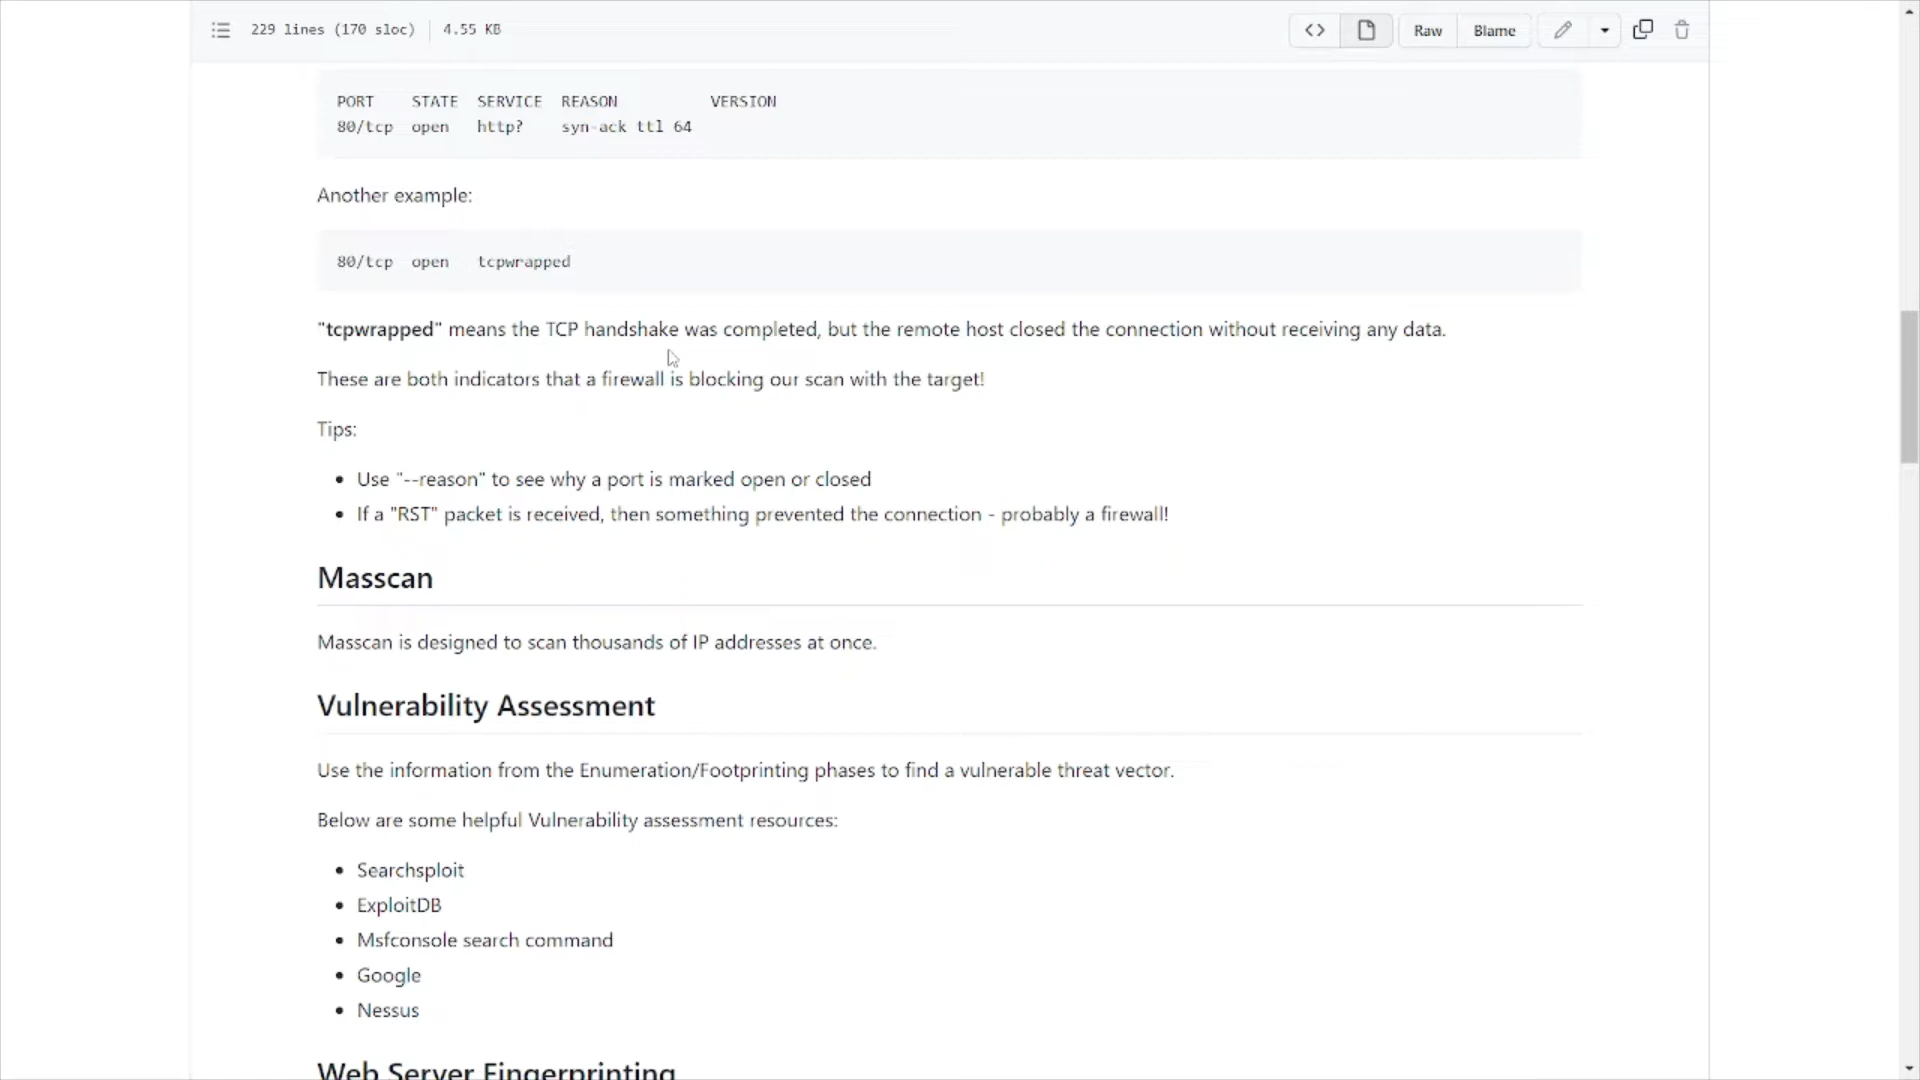 229 lines (170 sloc) 4.55 KB
Raw Blame
PORT STATE SERVICE REASON VERSION
80/tcp open http? syn-ack ttl 64
Another example:
80/tcp open tcpwrapped
"tcpwrapped" means the TCP handshake was completed, but the remote host closed the connection without receiving any data.
These are both indicators that a firewall is blocking our scan with the target!
Tips:
• Use "--reason" to see why a port is marked open or closed
• If a "RST" packet is received, then something prevented the connection - probably a firewall!
Masscan
Masscan is designed to scan thousands of IP addresses at once.
Vulnerability Assessment
Use the information from the Enumeration/Footprinting phases to find a vulnerable threat vector.
Below are some helpful Vulnerability assessment resources:
• Searchsploit
• ExploitDB
• Msfconsole search command
• Google
• Nessus
Web Server Fingerprinting